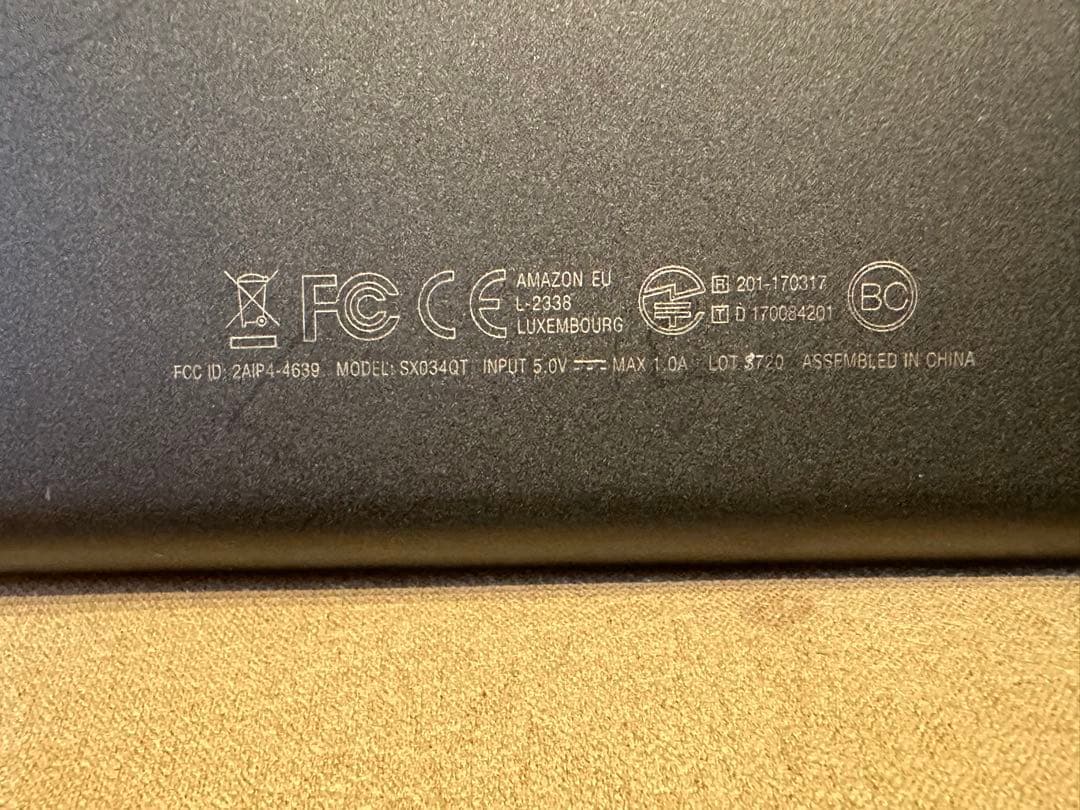 FC CE AMAZON EU
L-2338
LUXEMBOURG
R 201-170317
T D 170084201
BC
FCC ID: 2AIP4-4639 MODEL: SX034QT INPUT 5.0V MAX 1.0A LOT ASSEMBLED IN CHINA